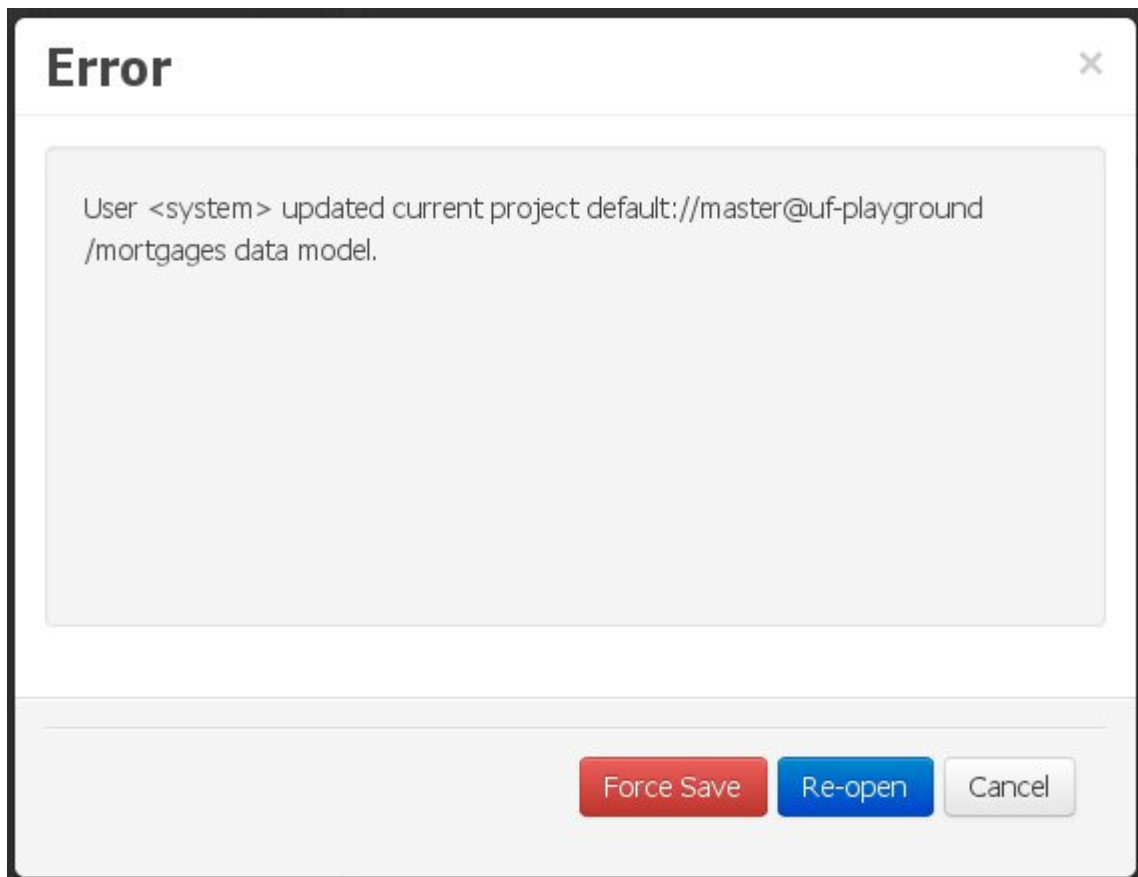 Error
×
User <system> updated current project default://master@uf-playground
/mortgages data model.
Force Save
Re-open
Cancel